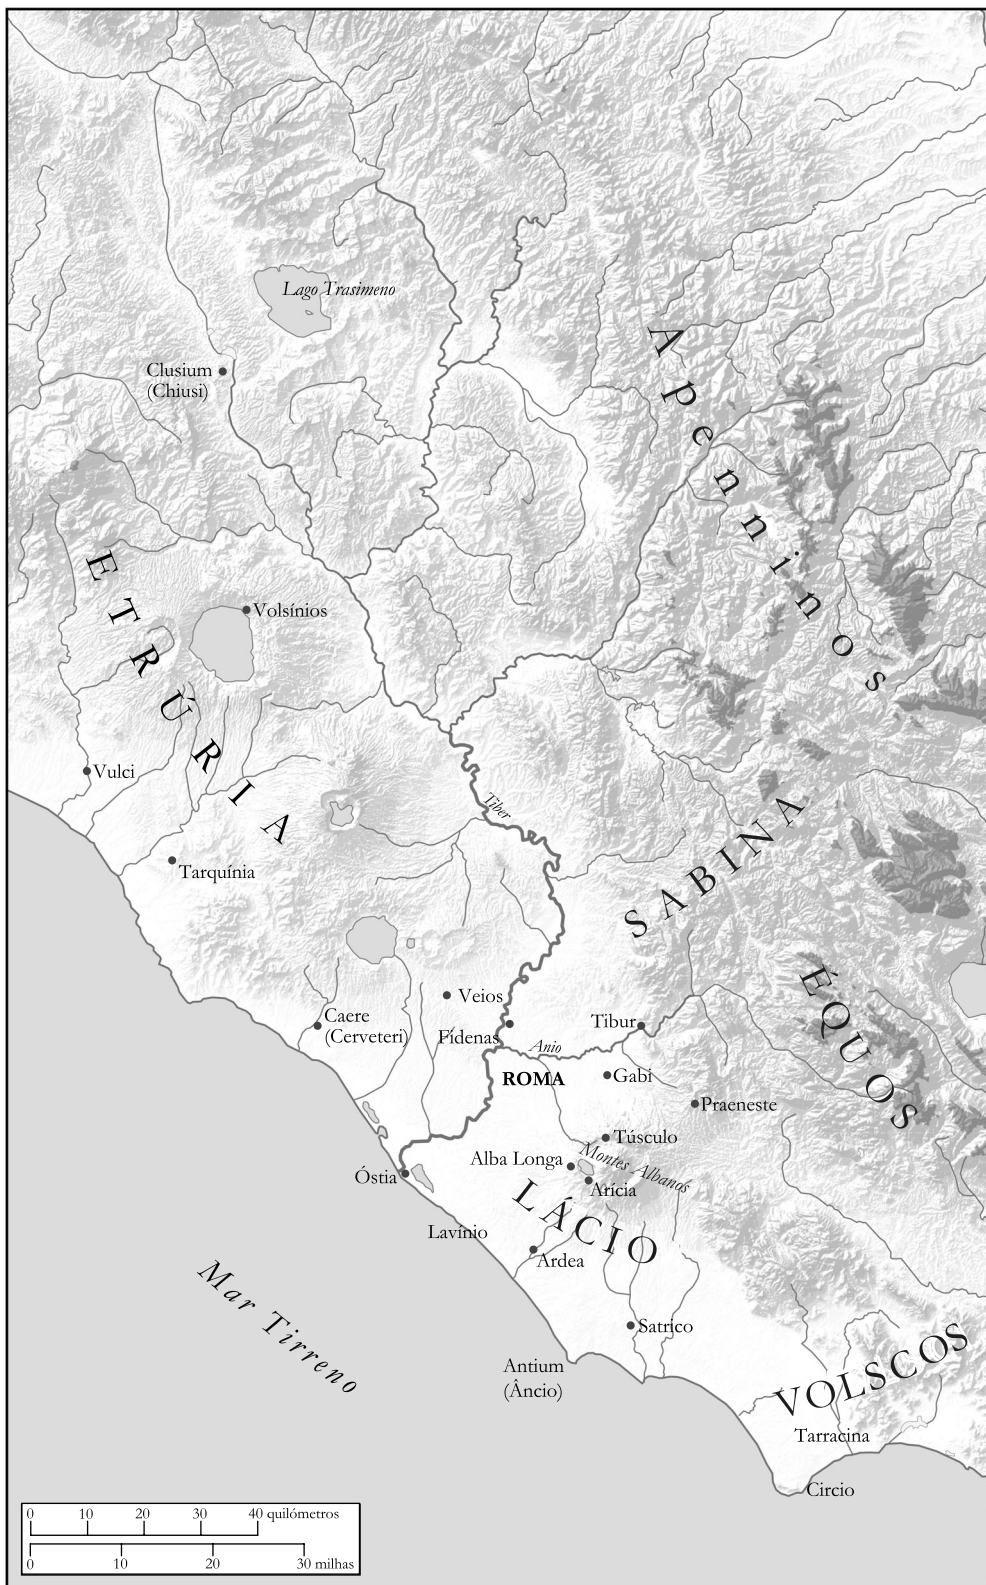 Lago Trasimeno
Clusium
(Chiusi)
Apenninos
ETRÚRIA
Volsínios
Vulci
Tiber
Tarquínia
SABINA
ÉQUOS
Veios
Caere
(Cerveteri)
Fídenas
Tibur
Anio
ROMA
Gabi
Praeneste
Túsculo
Alba Longa
Montes Albanos
Óstia
Arícia
LÁCIO
Lavínio
Ardea
Mar Tirreno
Satrico
Antium
(Âncio)
VOLSCOS
Tarracina
Circio
0 10 20 30 40 quilómetros
0 10 20 30 milhas